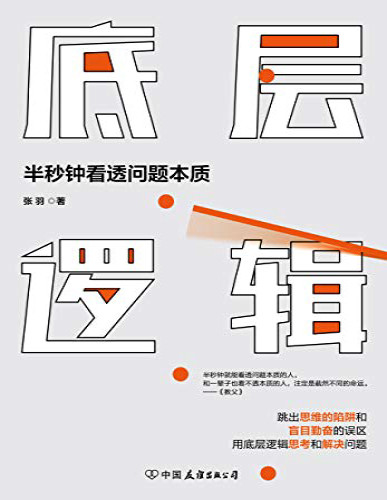 底层
半秒钟看透问题本质
张羽 著
逻辑
半秒钟就能看透问题本质的人，
和一辈子也看不透本质的人，注定是截然不同的命运。
——《教父》
跳出思维的陷阱和
盲目勤奋的误区
用底层逻辑思考和解决问题
中国友谊出版公司